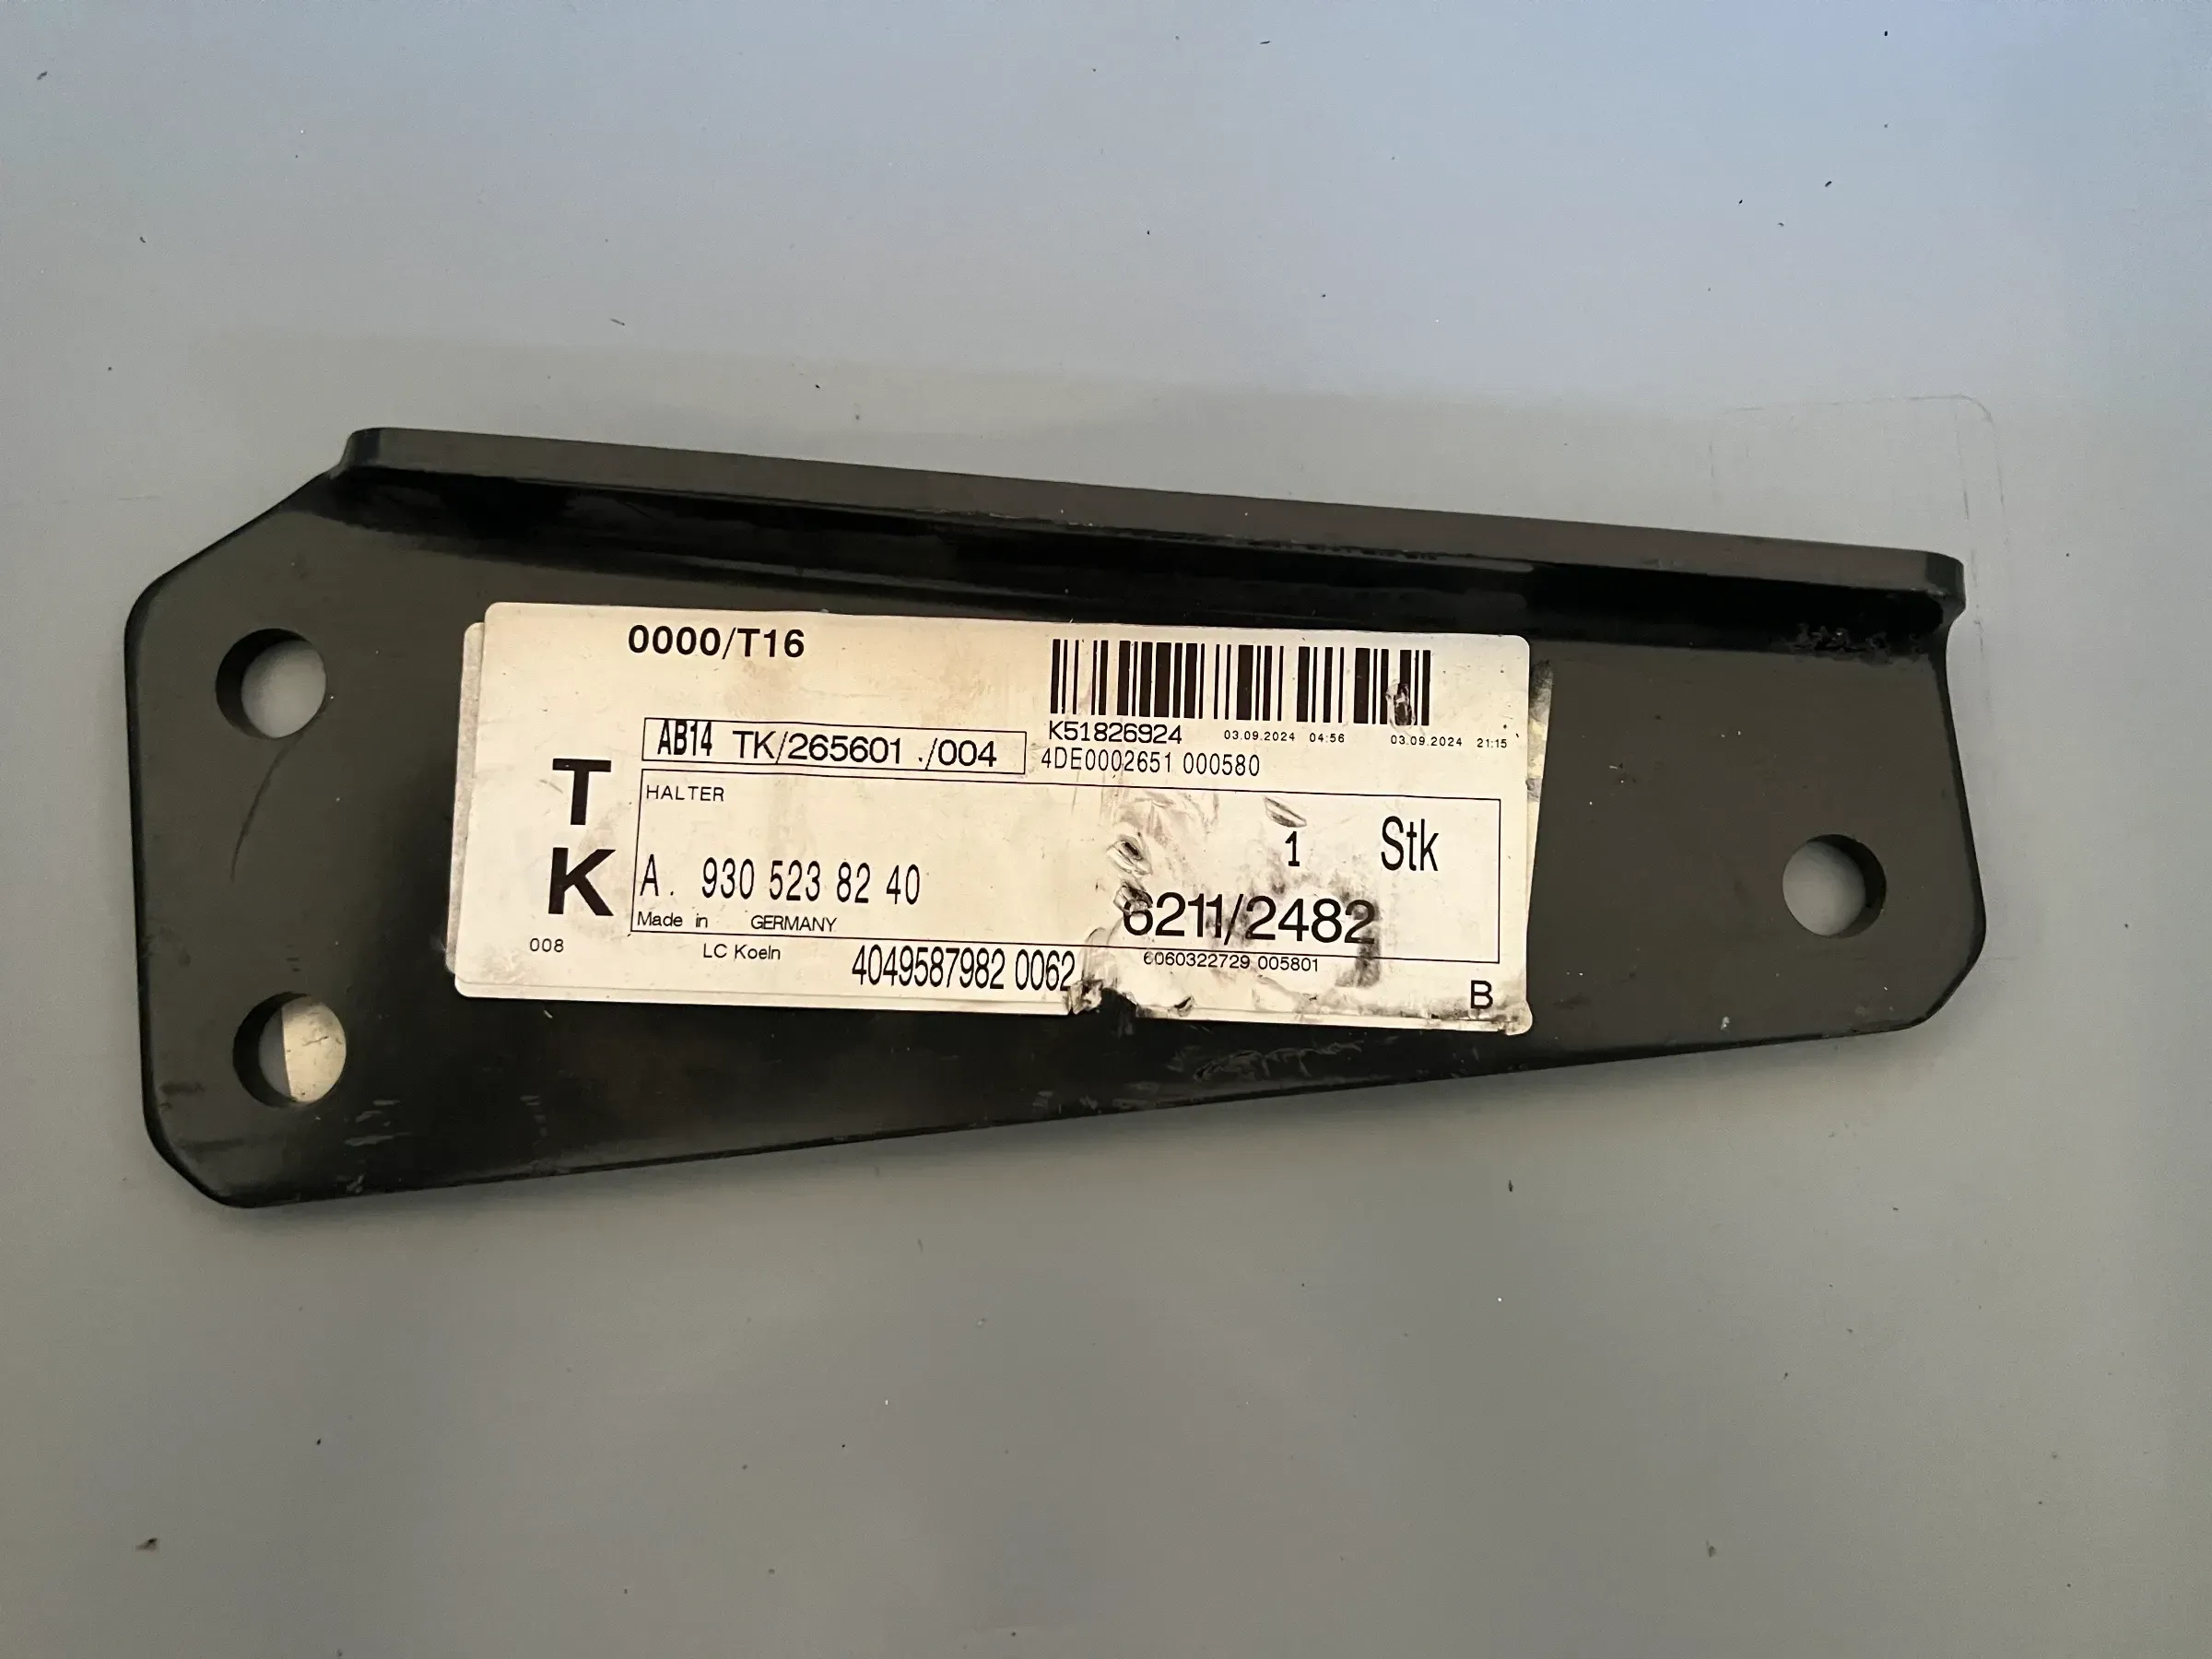 0000/T16
K51826924 03.09.2024 04:56 03.09.2024 21:15
AB14 TK/265601 ./004
4DE0002651 000580
T
K
HALTER
1 Stk
A. 930 523 82 40
6211/2482
Made in GERMANY
008
LC Koeln
4049587982 0062
6060322729 005801
B